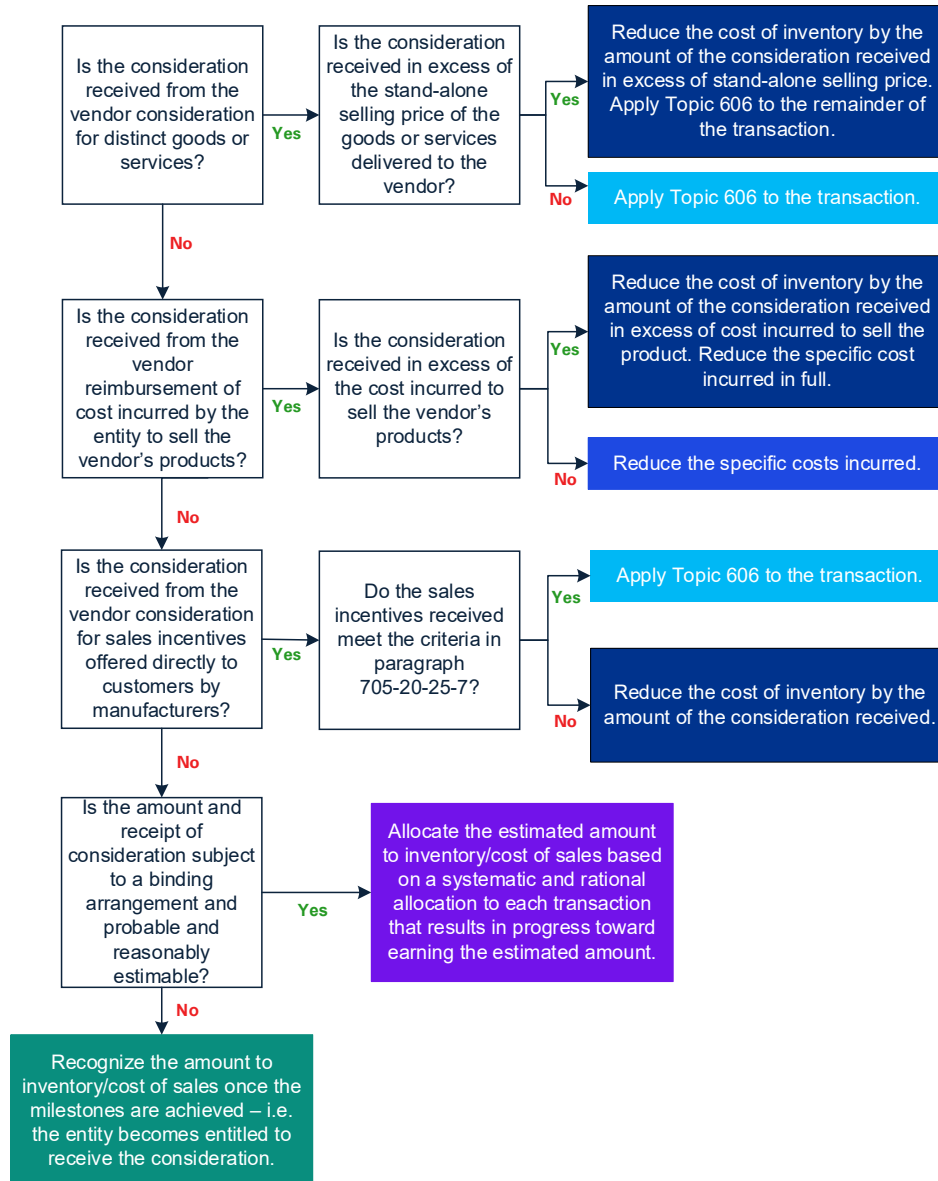 Is the consideration
received from the
vendor consideration
for distinct goods or
services?
Yes
Is the consideration
received in excess of
the stand-alone
selling price of the
goods or services
delivered to the
vendor?
Yes
Reduce the cost of inventory by the
amount of the consideration received
in excess of stand-alone selling price.
Apply Topic 606 to the remainder of
the transaction.
No
Apply Topic 606 to the transaction.
No
Is the consideration
received from the
vendor
reimbursement of
cost incurred by the
entity to sell the
vendor’s products?
Yes
Is the consideration
received in excess of
the cost incurred to
sell the vendor’s
products?
Yes
Reduce the cost of inventory by the
amount of the consideration received
in excess of cost incurred to sell the
product. Reduce the specific cost
incurred in full.
No
Reduce the specific costs incurred.
No
Is the consideration
received from the
vendor consideration
for sales incentives
offered directly to
customers by
manufacturers?
Yes
Do the sales
incentives received
meet the criteria in
paragraph
705-20-25-7?
Yes
Apply Topic 606 to the transaction.
No
Reduce the cost of inventory by the
amount of the consideration received.
No
Is the amount and
receipt of
consideration subject
to a binding
arrangement and
probable and
reasonably
estimable?
Yes
Allocate the estimated amount
to inventory/cost of sales based
on a systematic and rational
allocation to each transaction
that results in progress toward
earning the estimated amount.
No
Recognize the amount to
inventory/cost of sales once the
milestones are achieved – i.e.
the entity becomes entitled to
receive the consideration.